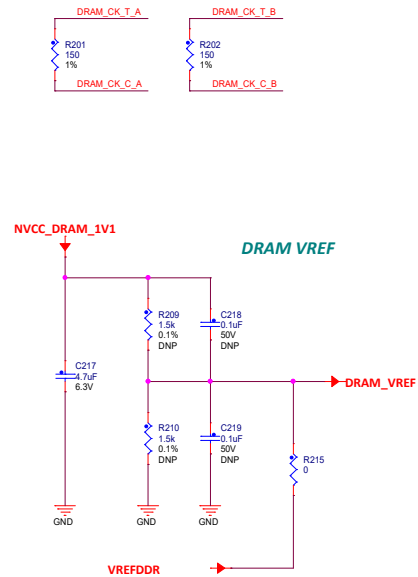 DRAM_CK_T_A
DRAM_CK_T_B
R201
150
1%
R202
150
1%
DRAM_CK_C_A
DRAM_CK_C_B
NVCC_DRAM_1V1
DRAM VREF
R209
1.5k
0.1%
DNP
C218
0.1uF
50V
DNP
C217
4.7uF
6.3V
DRAM_VREF
R210
1.5k
0.1%
DNP
C219
0.1uF
50V
DNP
R215
0
GND
GND
GND
VREFDDR